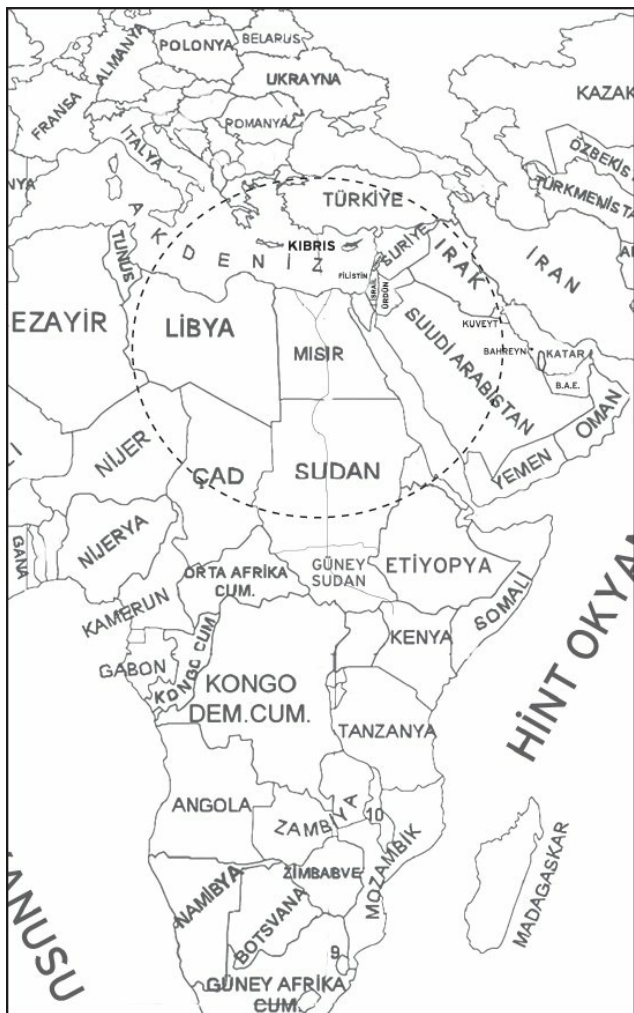 BELARUS
POLONYA
ALMANYA
UKRAYNA
KAZAK
FRANSA
ROMANYA
ÖZBEKİS
İTALYA
NYA
TÜRKMENİSTA
TÜRKİYE
AKDENİZ
TUNUS
KIBRIS
SURİYE
IRAK
İRAN
FİLİSTİN
İSRAİL
ÜRDÜN
EZAYİR
LİBYA
MISIR
KUVEYT
BAHREYN
KATAR
SUUDİ ARABİSTAN
B.A.E.
OMAN
Lİ
NİJER
ÇAD
SUDAN
YEMEN
GANA
NİJERYA
GÜNEY
SUDAN
ETİYOPYA
ORTA AFRİKA
CUM.
SOMALİ
HİNT OKYAN
KAMERUN
KENYA
GABON
KONGO CUM.
KONGO
DEM.CUM.
TANZANYA
ANGOLA
ZAMBİYA
10
MOZAMBİK
ZİMBABVE
MADAGASKAR
NAMİBYA
BOTSVANA
ANUSU
9
GÜNEY AFRİKA
CUM.